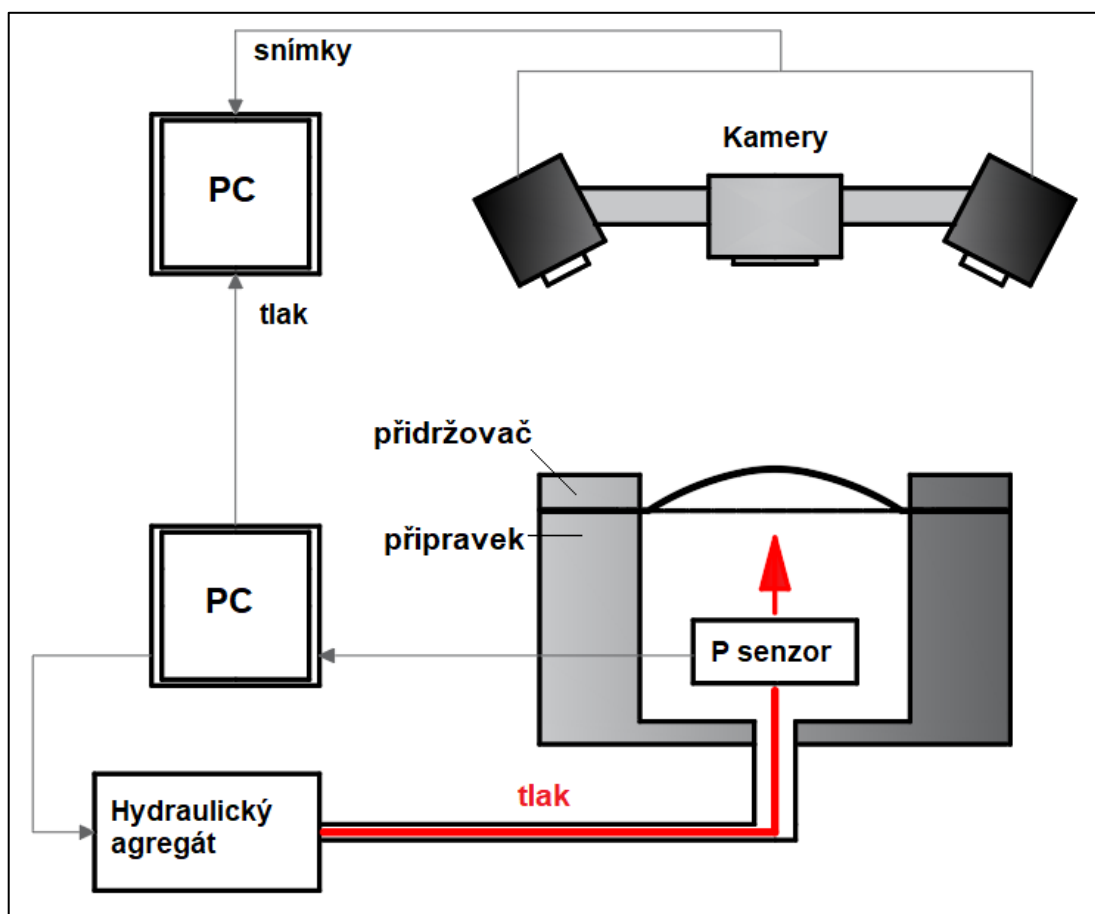 snímky
Kamery
PC
tlak
přidržovač
připravek
PC
P senzor
tlak
Hydraulický
agregát